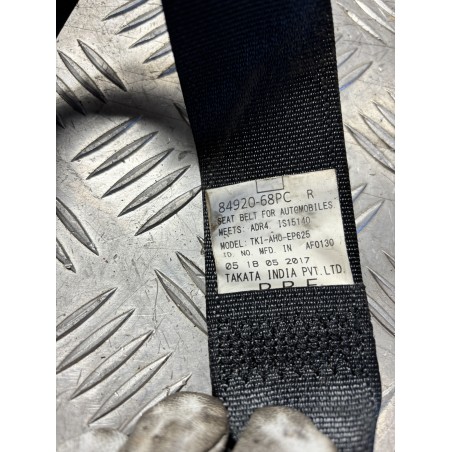 84920-68PC R
SEAT BELT FOR AUTOMOBILES
MEETS: ADR4 IS15140
MODEL: TKI-AHO-EP625
ID. NO. MFD. IN AF0130
05 1B 05 2017
TAKATA INDIA PVT.LTD.